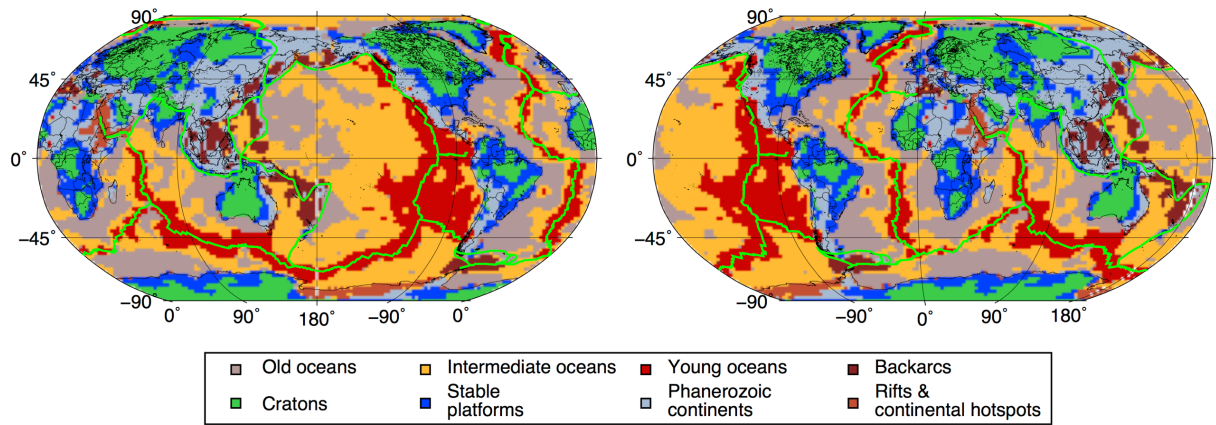 90°
45°
0°
−45°
−90°
0°
90°
180°
−90°
0°
90°
45°
0°
−45°
−90
−90°
0°
90°
180°
Old oceans
Intermediate oceans
Young oceans
Backarcs
Cratons
Stable
platforms
Phanerozoic
continents
Rifts &
continental hotspots